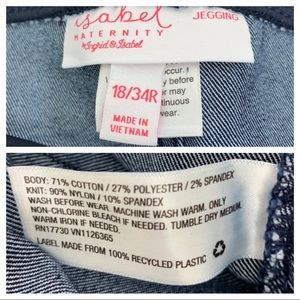 isabel
MATERNITY
by Ingrid & Isabel
JEGGING
18/34R
MADE IN
VIETNAM
occur.)
wear
er may
tinuous
.
BODY: 71% COTTON / 27% POLYESTER / 2% SPANDEX
KNIT: 90% NYLON / 10% SPANDEX
WASH BEFORE WEAR. MACHINE WASH WARM. ONLY
NON-CHLORINE BLEACH IF NEEDED. TUMBLE DRY MEDIUM.
WARM IRON IF NEEDED.
RN17730 VN1126365
LABEL MADE FROM 100% RECYCLED PLASTIC